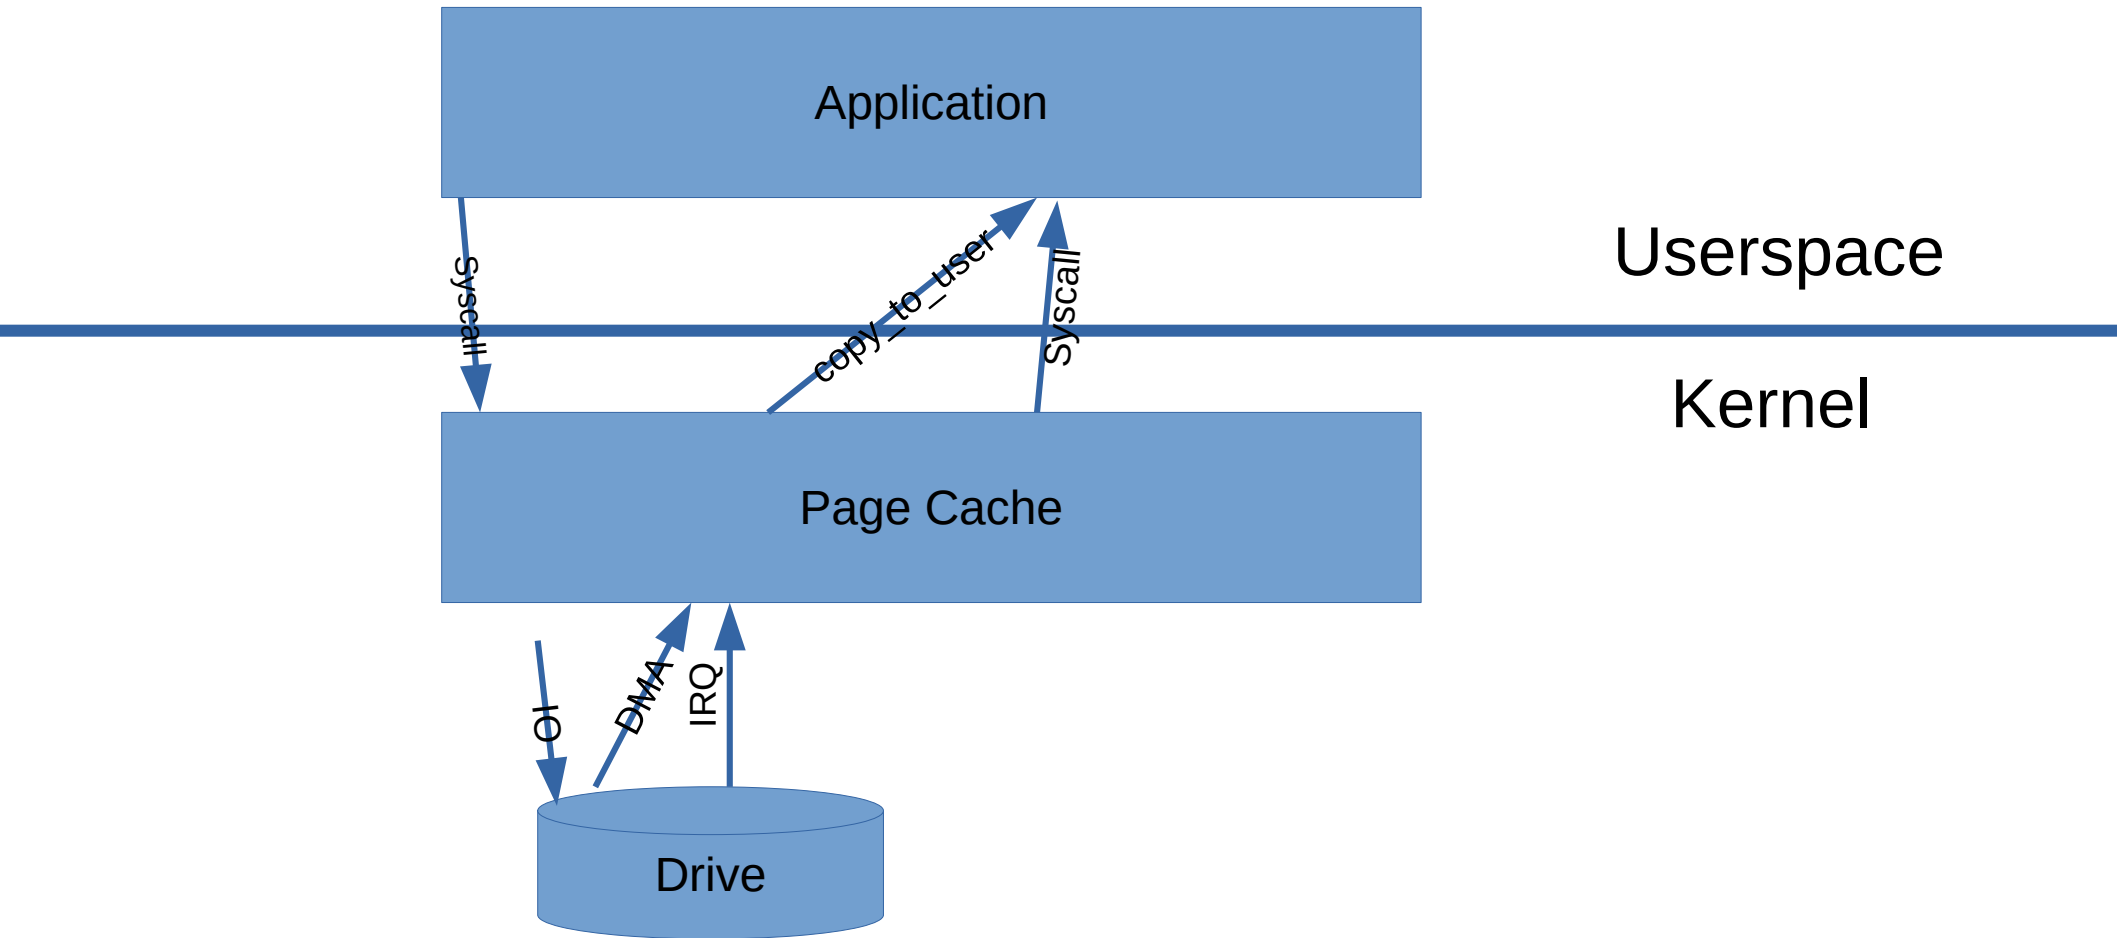 Application
Syscall
copy_to_user
Syscall
Userspace
Kernel
Page Cache
IO
DMA
IRQ
Drive